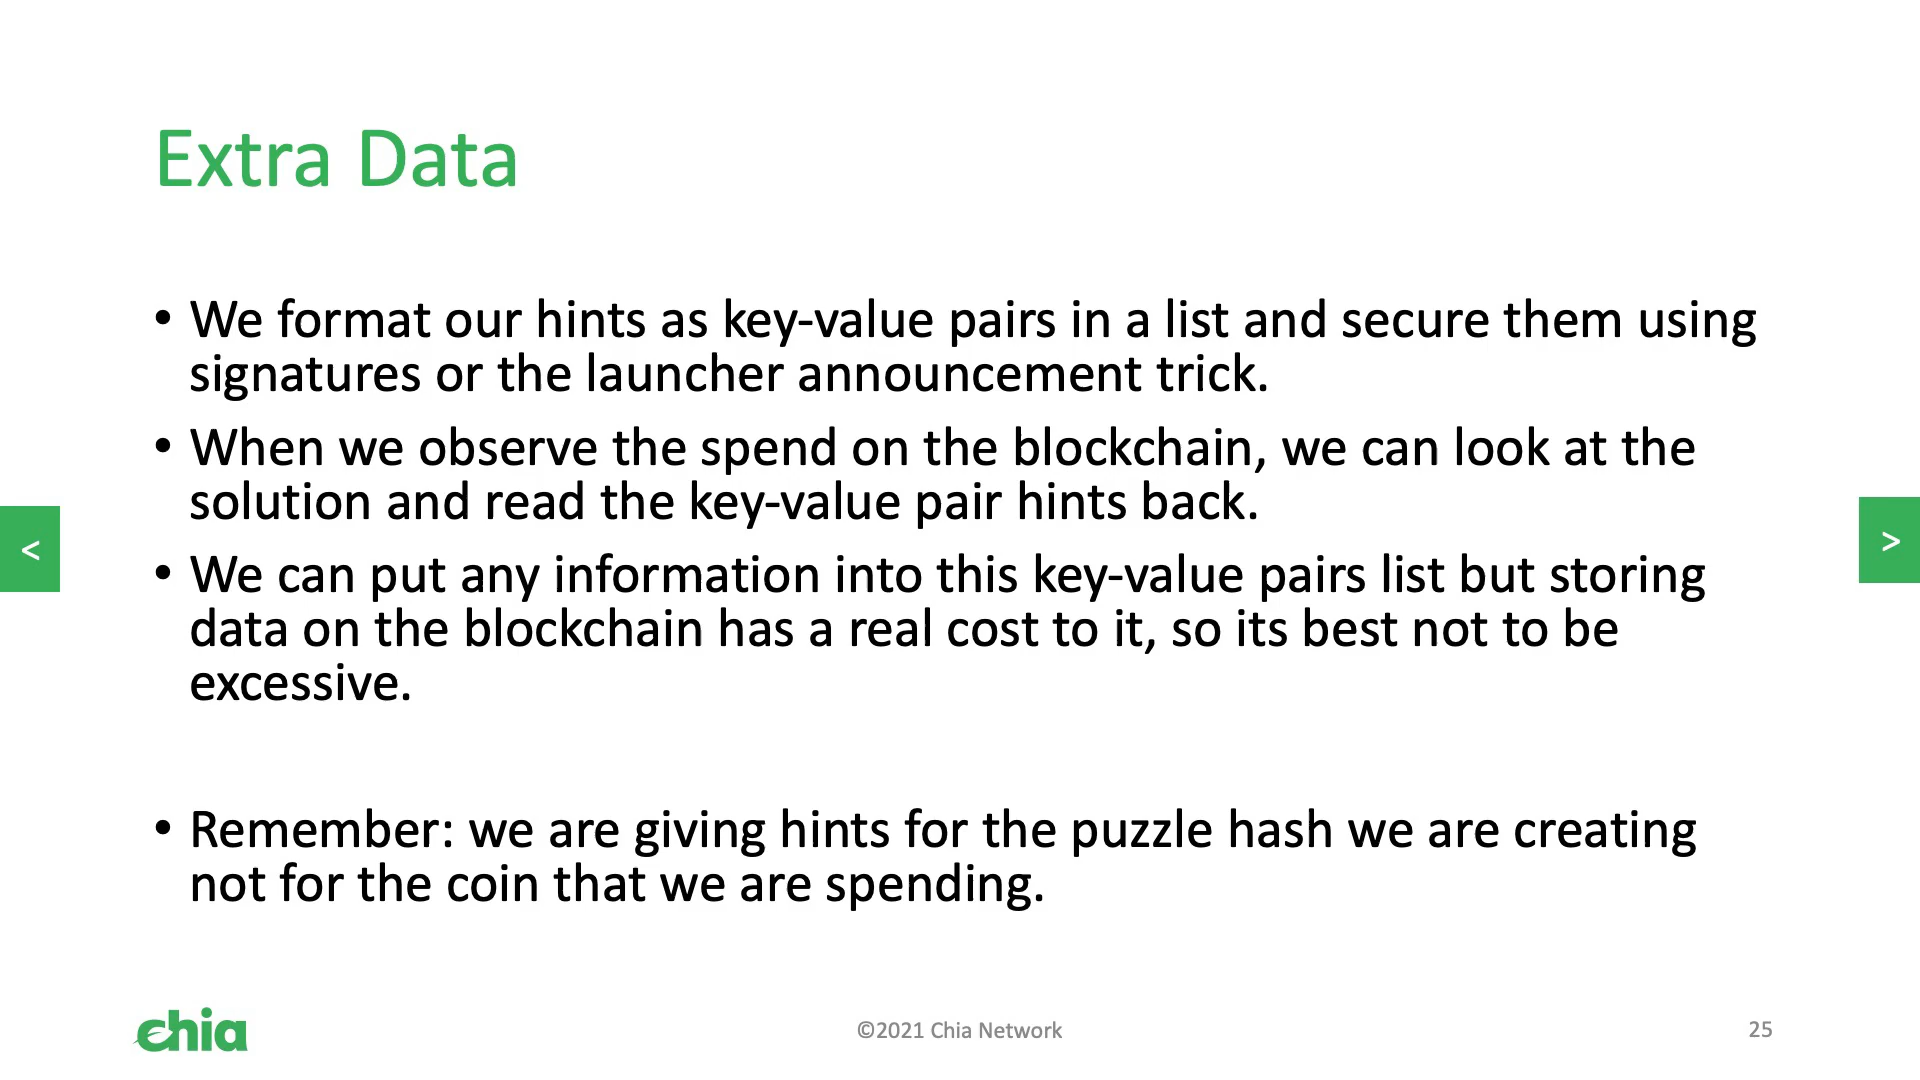 Extra Data
• We format our hints as key-value pairs in a list and secure them using
signatures or the launcher announcement trick.
• When we observe the spend on the blockchain, we can look at the
solution and read the key-value pair hints back.
• We can put any information into this key-value pairs list but storing
data on the blockchain has a real cost to it, so its best not to be
excessive.
• Remember: we are giving hints for the puzzle hash we are creating
not for the coin that we are spending.
<
>
chia
©2021 Chia Network
25